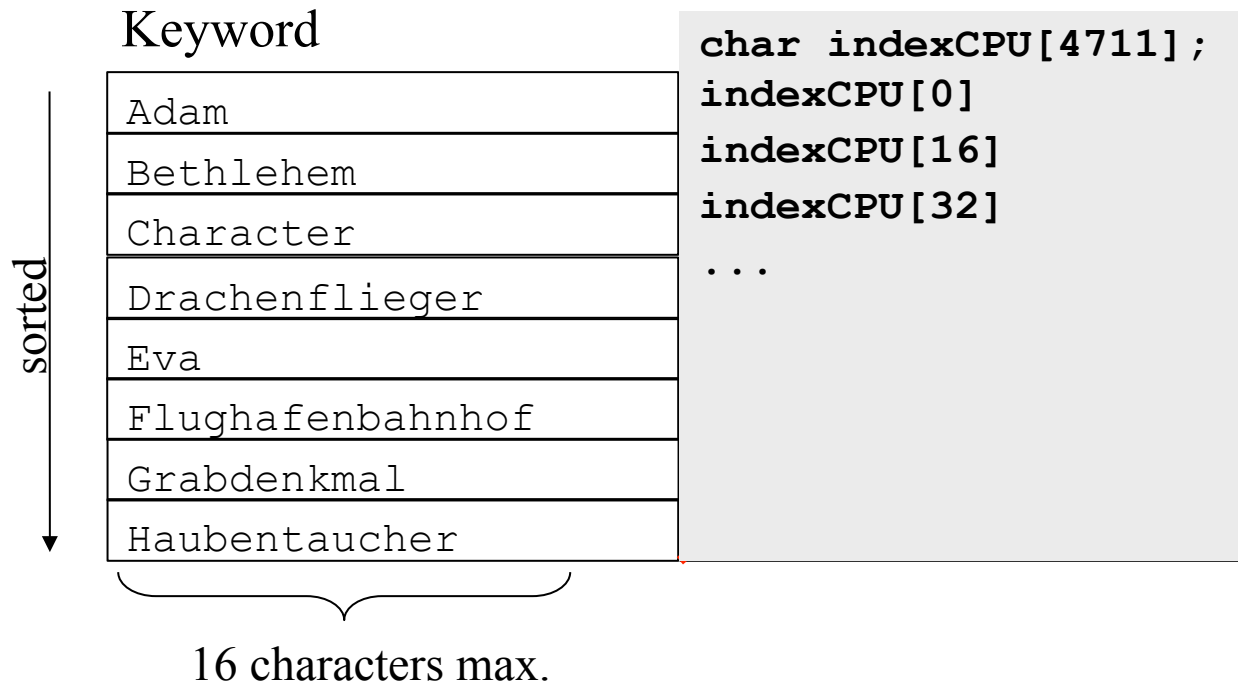 Keyword
sorted
Adam
Bethlehem
Character
Drachenflieger
Eva
Flughafenbahnhof
Grabdenkmal
Haubentaucher
16 characters max.
char indexCPU[4711];
indexCPU[0]
indexCPU[16]
indexCPU[32]
...